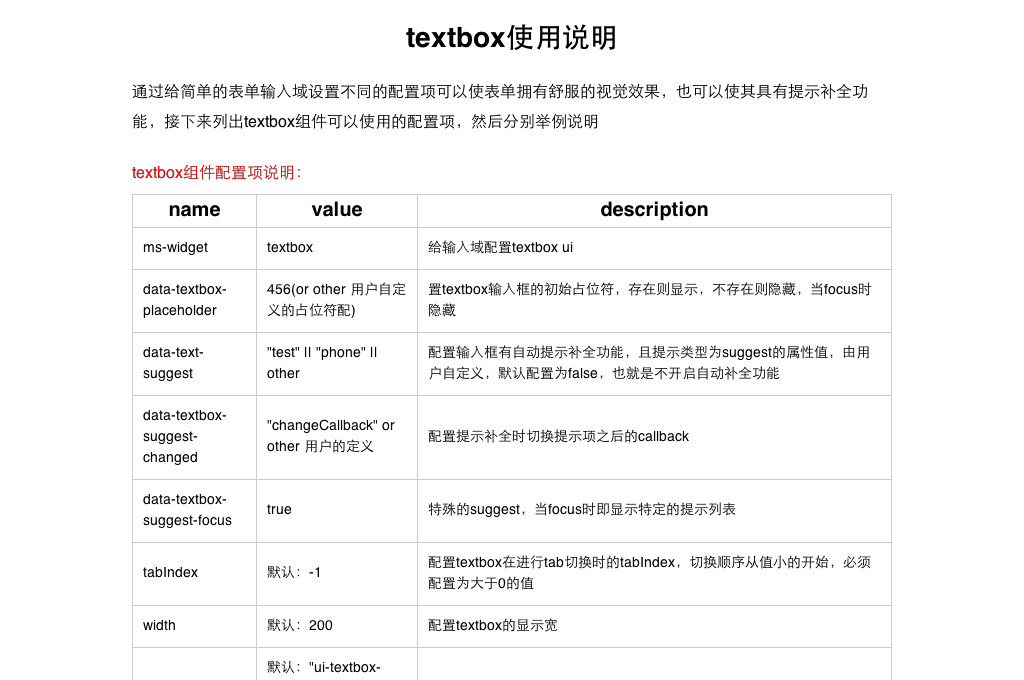 textbox使用说明
通过给简单的表单输入域设置不同的配置项可以使表单拥有舒服的视觉效果，也可以使其具有提示补全功
能，接下来列出textbox组件可以使用的配置项，然后分别举例说明
textbox组件配置项说明：
name value description
ms-widget textbox 给输入域配置textbox ui
data-textbox-
placeholder
456(or other 用户自定
义的占位符配)
置textbox输入框的初始占位符，存在则显示，不存在则隐藏，当focus时
隐藏
data-text-
suggest
"test" || "phone" ||
other
配置输入框有自动提示补全功能，且提示类型为suggest的属性值，由用
户自定义，默认配置为false，也就是不开启自动补全功能
data-textbox-
suggest-
changed
"changeCallback" or
other 用户的定义
配置提示补全时切换提示项之后的callback
data-textbox-
suggest-focus
true
特殊的suggest，当focus时即显示特定的提示列表
tabIndex
默认：-1
配置textbox在进行tab切换时的tabIndex，切换顺序从值小的开始，必须
配置为大于0的值
width 默认：200 配置textbox的显示宽
默认："ui-textbox-